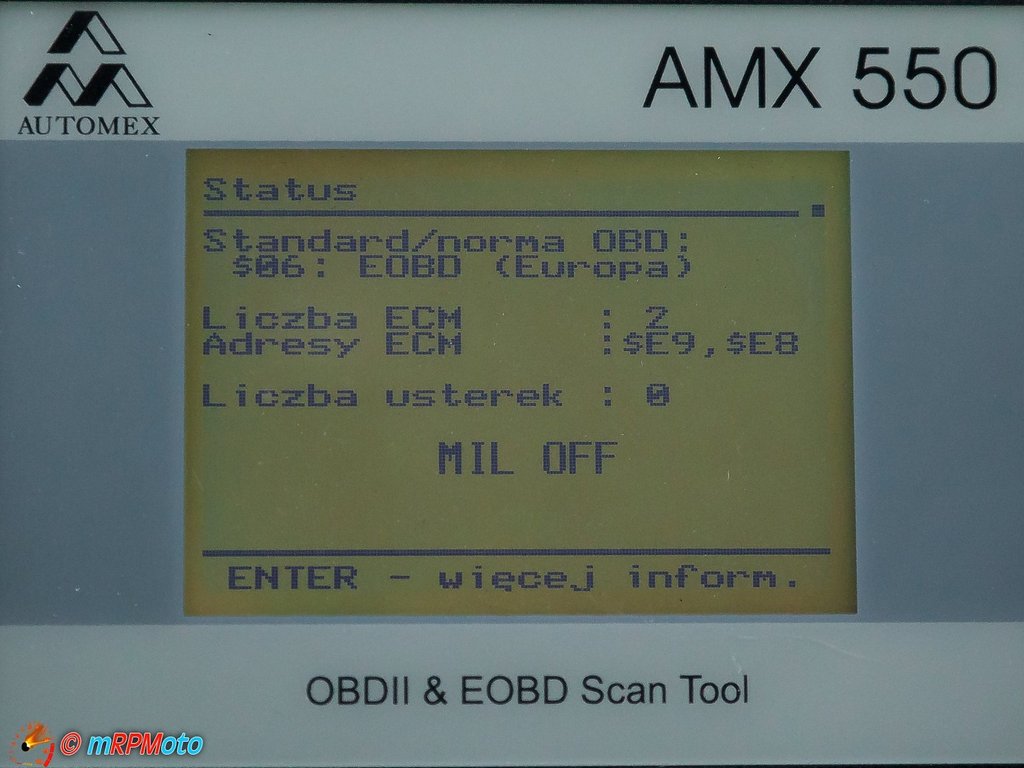 AUTOMEX
AMX 550
Status
Standard/norma OBD:
$06: EOBD (Europa)
Liczba ECM : 2
Adresy ECM :$E9,$E8
Liczba usterek : 0
MIL OFF
ENTER - więcej inform.
OBDII & EOBD Scan Tool
© mRPMoto